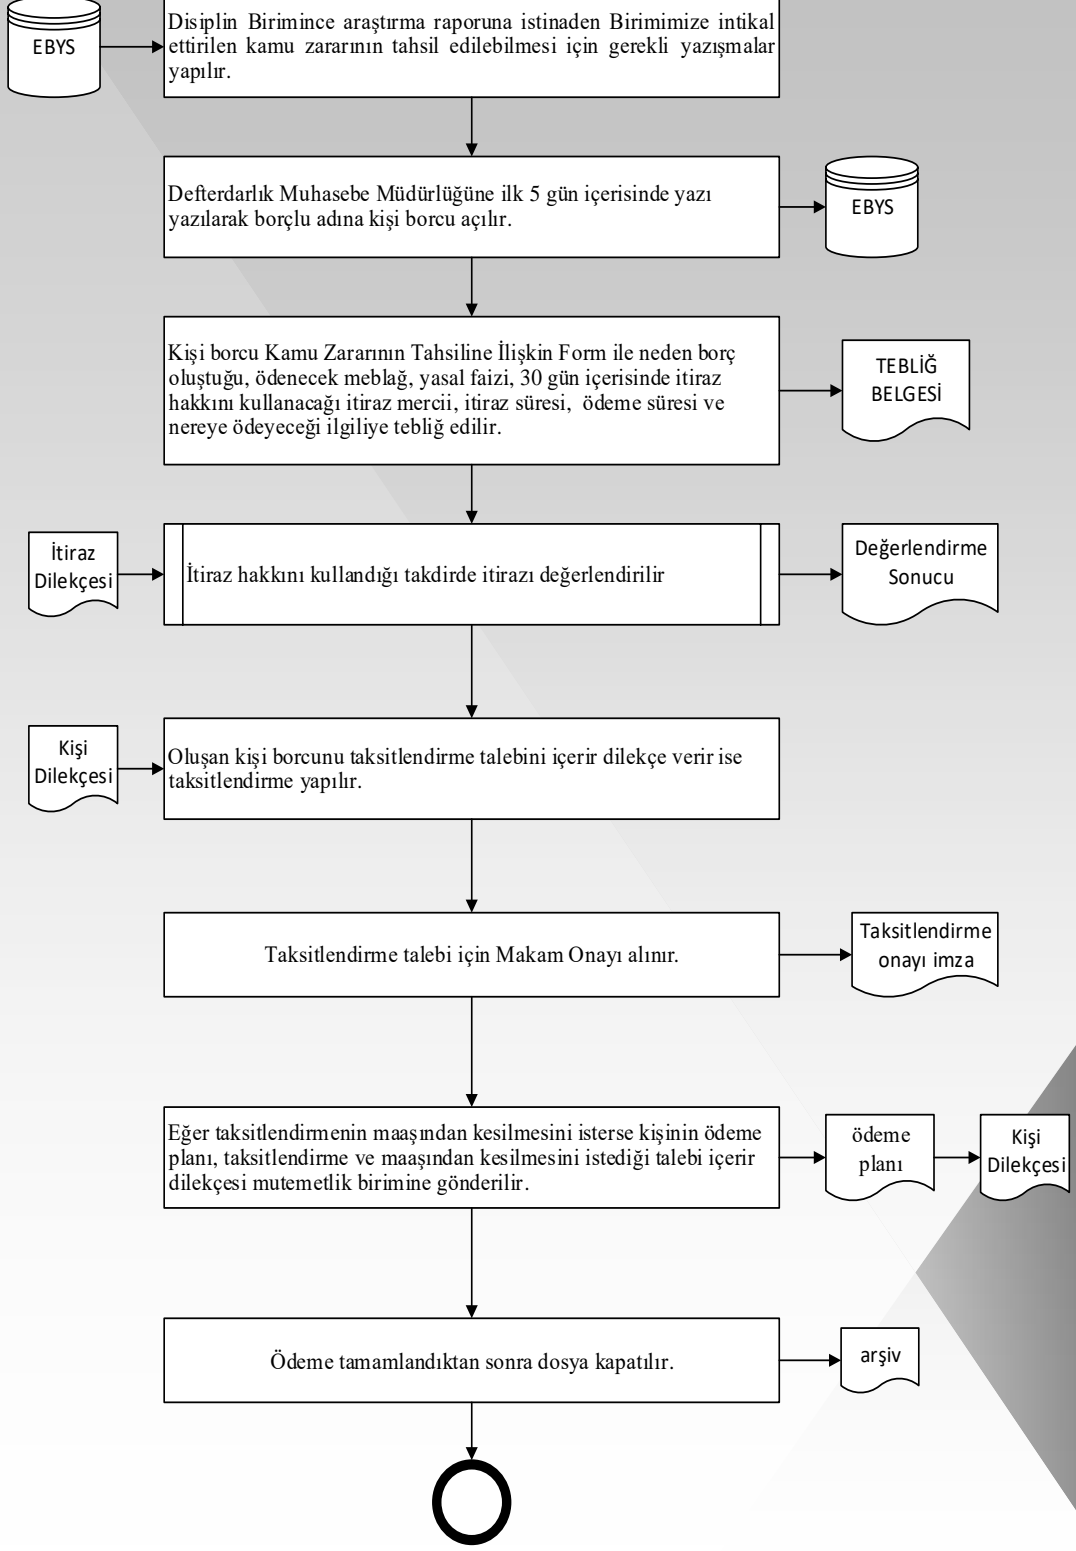 EBYS
Disiplin Birimince araştırma raporuna istinaden Birimimize intikal
ettirilen kamu zararının tahsil edilebilmesi için gerekli yazışmalar
yapılır.
Defterdarlık Muhasebe Müdürlüğüne ilk 5 gün içerisinde yazı
yazılarak borçlu adına kişi borcu açılır.
EBYS
Kişi borcu Kamu Zararının Tahsiline İlişkin Form ile neden borç
oluştuğu, ödenecek meblağ, yasal faizi, 30 gün içerisinde itiraz
hakkını kullanacağı itiraz mercii, itiraz süresi, ödeme süresi ve
nereye ödeyeceği ilgiliye tebliğ edilir.
TEBLİĞ
BELGESİ
İtiraz
Dilekçesi
İtiraz hakkını kullandığı takdirde itirazı değerlendirilir
Değerlendirme
Sonucu
Kişi
Dilekçesi
Oluşan kişi borcunu taksitlendirme talebini içerir dilekçe verir ise
taksitlendirme yapılır.
Taksitlendirme talebi için Makam Onayı alınır.
Taksitlendirme
onayı imza
Eğer taksitlendirmenin maaşından kesilmesini isterse kişinin ödeme
planı, taksitlendirme ve maaşından kesilmesini istediği talebi içerir
dilekçesi mutemetlik birimine gönderilir.
ödeme
planı
Kişi
Dilekçesi
Ödeme tamamlandıktan sonra dosya kapatılır.
arşiv